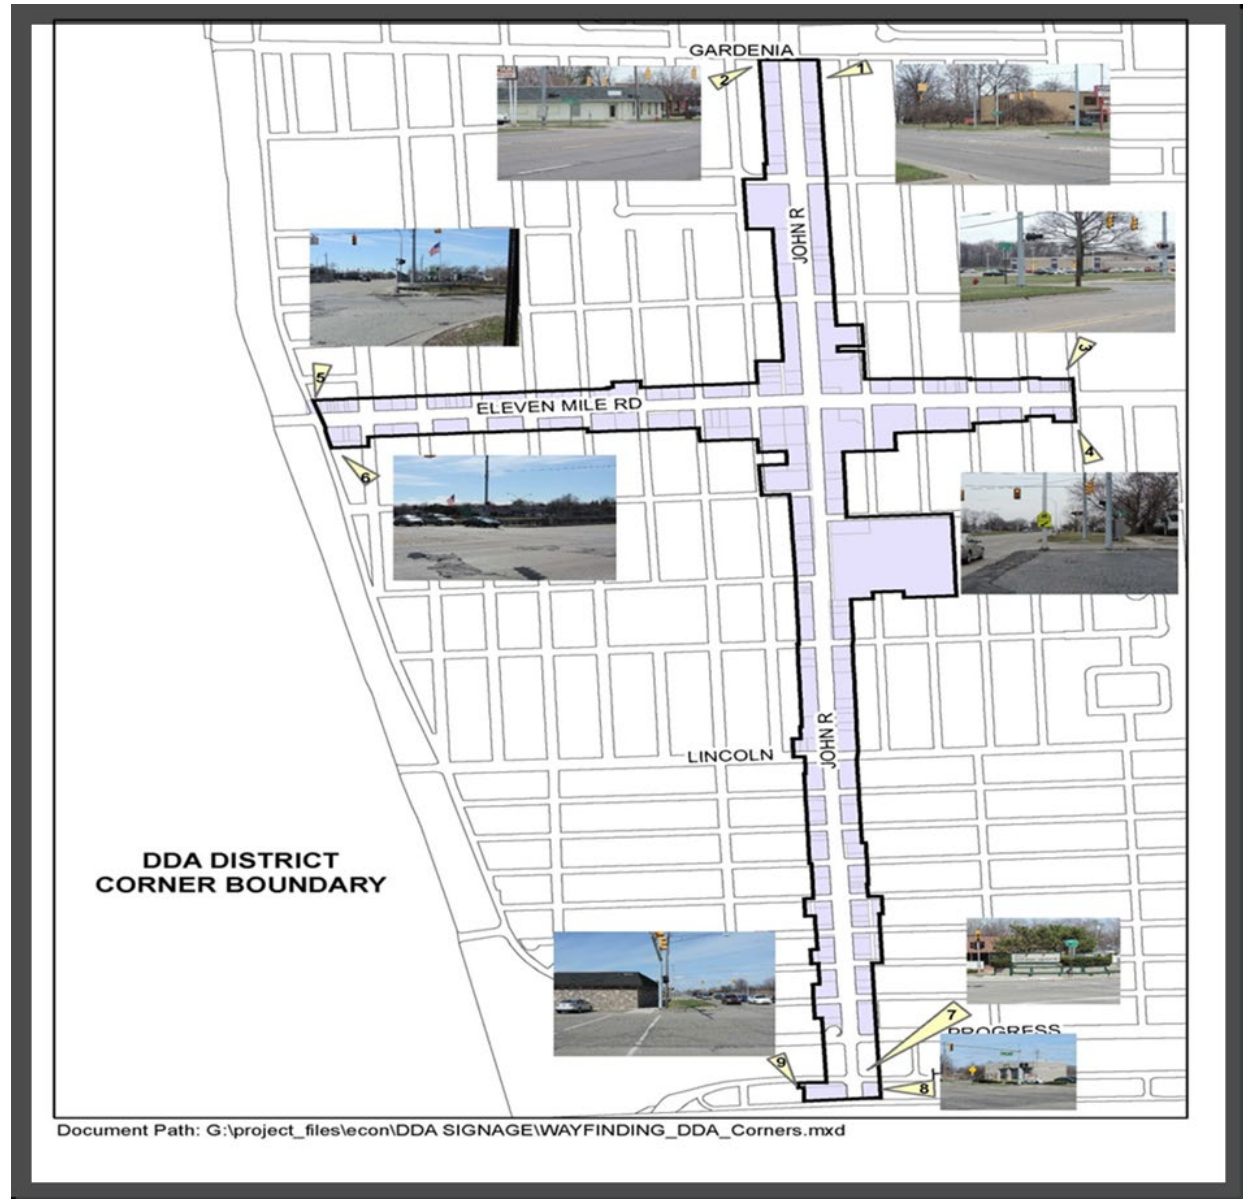 GARDENIA
2
1
JOHN R
3
5
ELEVEN MILE RD
4
6
JOHN R
LINCOLN
DDA DISTRICT
CORNER BOUNDARY
7
PROGRESS
9
8
Document Path: G:\project_files\econ\DDA SIGNAGE\WAYFINDING_DDA_Corners.mxd